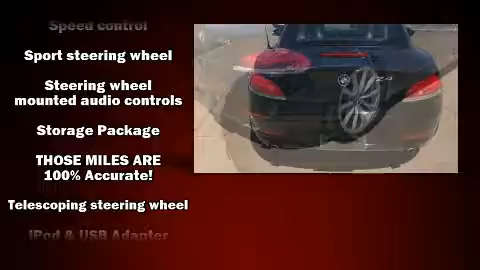 Speed control
Sport steering wheel
Steering wheel
mounted audio controls
Storage Package
THOSE MILES ARE
100% Accurate!
Telescoping steering wheel
iPod & USB Adapter